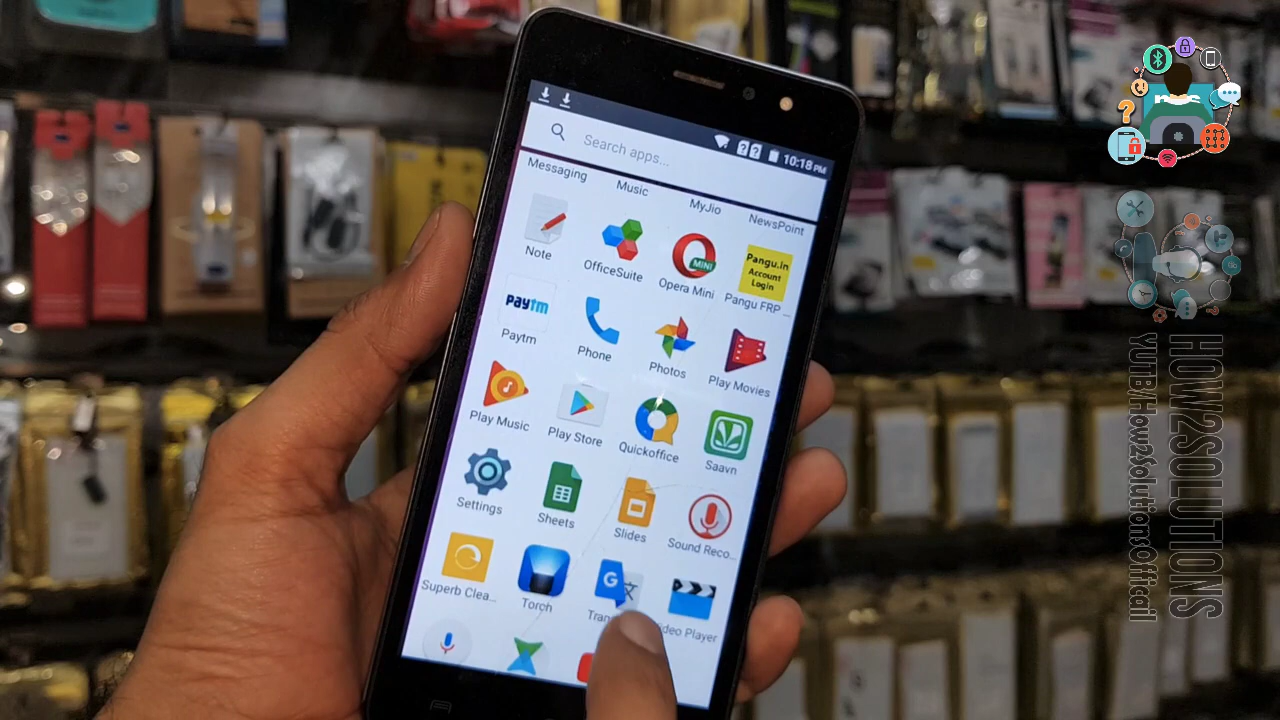 10:18 PM
Search apps...
Messaging
Music
MyJio
NewsPoint
Note
OfficeSuite
MINI
Opera Mini
Pangu.in
Account
Login
Pangu FRP ...
Paytm
Paytm
Phone
Photos
Play Movies
Play Music
Play Store
Quickoffice
Saavn
Settings
Sheets
Slides
Sound Reco...
Superb Clea...
Torch
G
Video Player
HOW2SOLUTIONS
YUTB/How2SolutionsOfficail